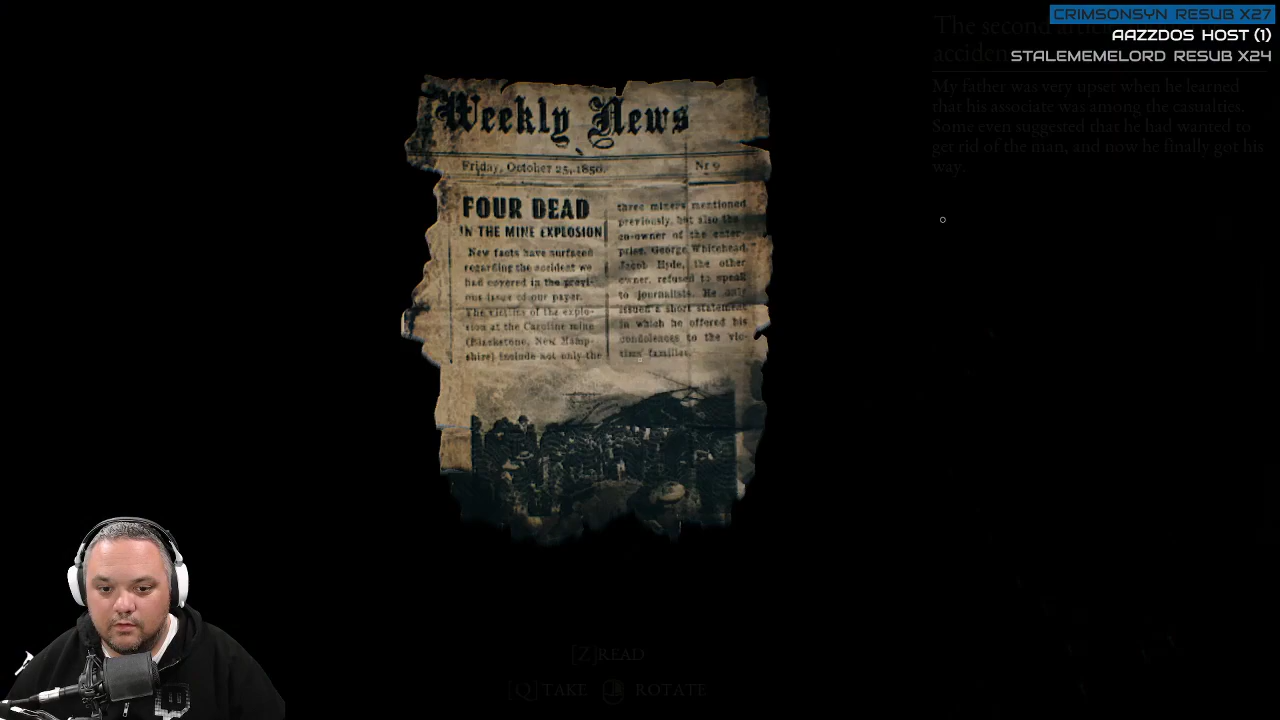 CRIMSONSYN RESUB X27
AAZZDOS HOST (1)
STALEMEMELORD RESUB X24
The second
acciden
My father was very upset when he learned
that his associate was among the casualties.
Some even suggested that he had wanted to
get rid of the man, and now he finally got his
way.
Weekly News
Friday, October 25, 1850. Nr 9
FOUR DEAD
IN THE MINE EXPLOSION
New facts have surfaced
regarding the accident we
had covered in the previ-
ous issue of our paper.
The victims of the explo-
sion at the Caroline mine
(Blackstone, New Hamp-
shire) include not only the
three miners mentioned
previously, but also the
co-owner of the enter-
prise, George Whitehead.
Jacob Hyde, the other
owner, refused to speak
to journalists. He only
issued a short statement
in which he offered his
condolences to the vic-
tims' families.
[Z]READ
[Q]TAKE ROTATE